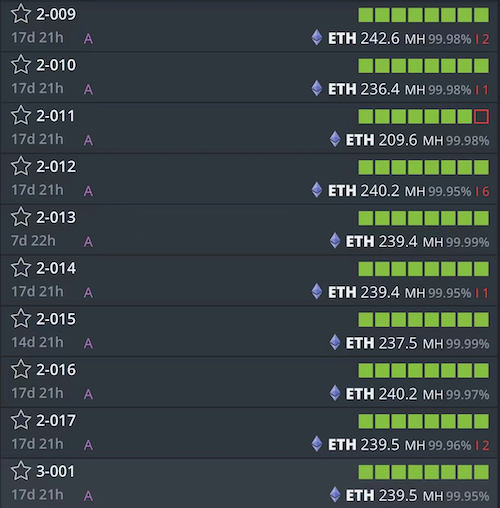 2-009
17d 21h A ETH 242.6 MH 99.98% I 2
2-010
17d 21h A ETH 236.4 MH 99.98% I 1
2-011
17d 21h A ETH 209.6 MH 99.98%
2-012
17d 21h A ETH 240.2 MH 99.95% I 6
2-013
7d 22h A ETH 239.4 MH 99.99%
2-014
17d 21h A ETH 239.4 MH 99.95% I 1
2-015
14d 21h A ETH 237.5 MH 99.99%
2-016
17d 21h A ETH 240.2 MH 99.97%
2-017
17d 21h A ETH 239.5 MH 99.96% I 2
3-001
17d 21h A ETH 239.5 MH 99.95%